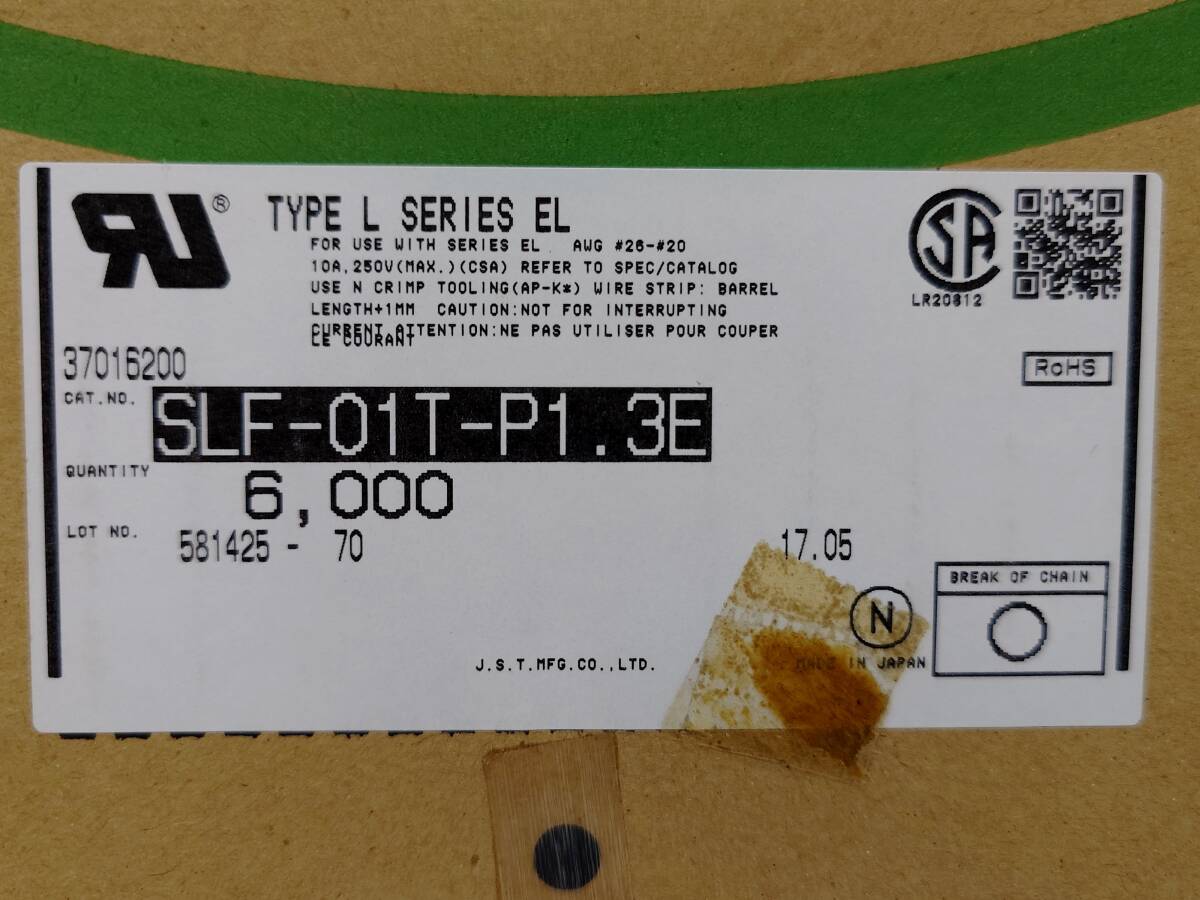 RU®
TYPE L SERIES EL
FOR USE WITH SERIES EL AWG #26-#20
10A,250V(MAX.)(CSA) REFER TO SPEC/CATALOG
USE N CRIMP TOOLING(AP-K*) WIRE STRIP: BARREL
LENGTH+1MM CAUTION:NOT FOR INTERRUPTING
CURRENT ATTENTION:NE PAS UTILISER POUR COUPER
LE COURANT
SA
LR20812
37016200
RoHS
CAT.NO. SLF-01T-P1.3E
QUANTITY 6,000
LOT NO. 581425 - 70 17.05
BREAK OF CHAIN
N
J.S.T.MFG.CO.,LTD.
MADE IN JAPAN